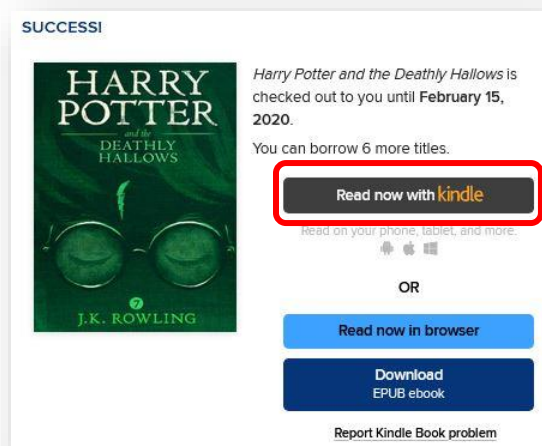 SUCCESS!
HARRY
POTTER
and the
DEATHLY
HALLOWS
7
J.K. ROWLING
Harry Potter and the Deathly Hallows is
checked out to you until February 15,
2020.
You can borrow 6 more titles.
Read now with kindle
Read on your phone, tablet, and more.
OR
Read now in browser
Download
EPUB ebook
Report Kindle Book problem